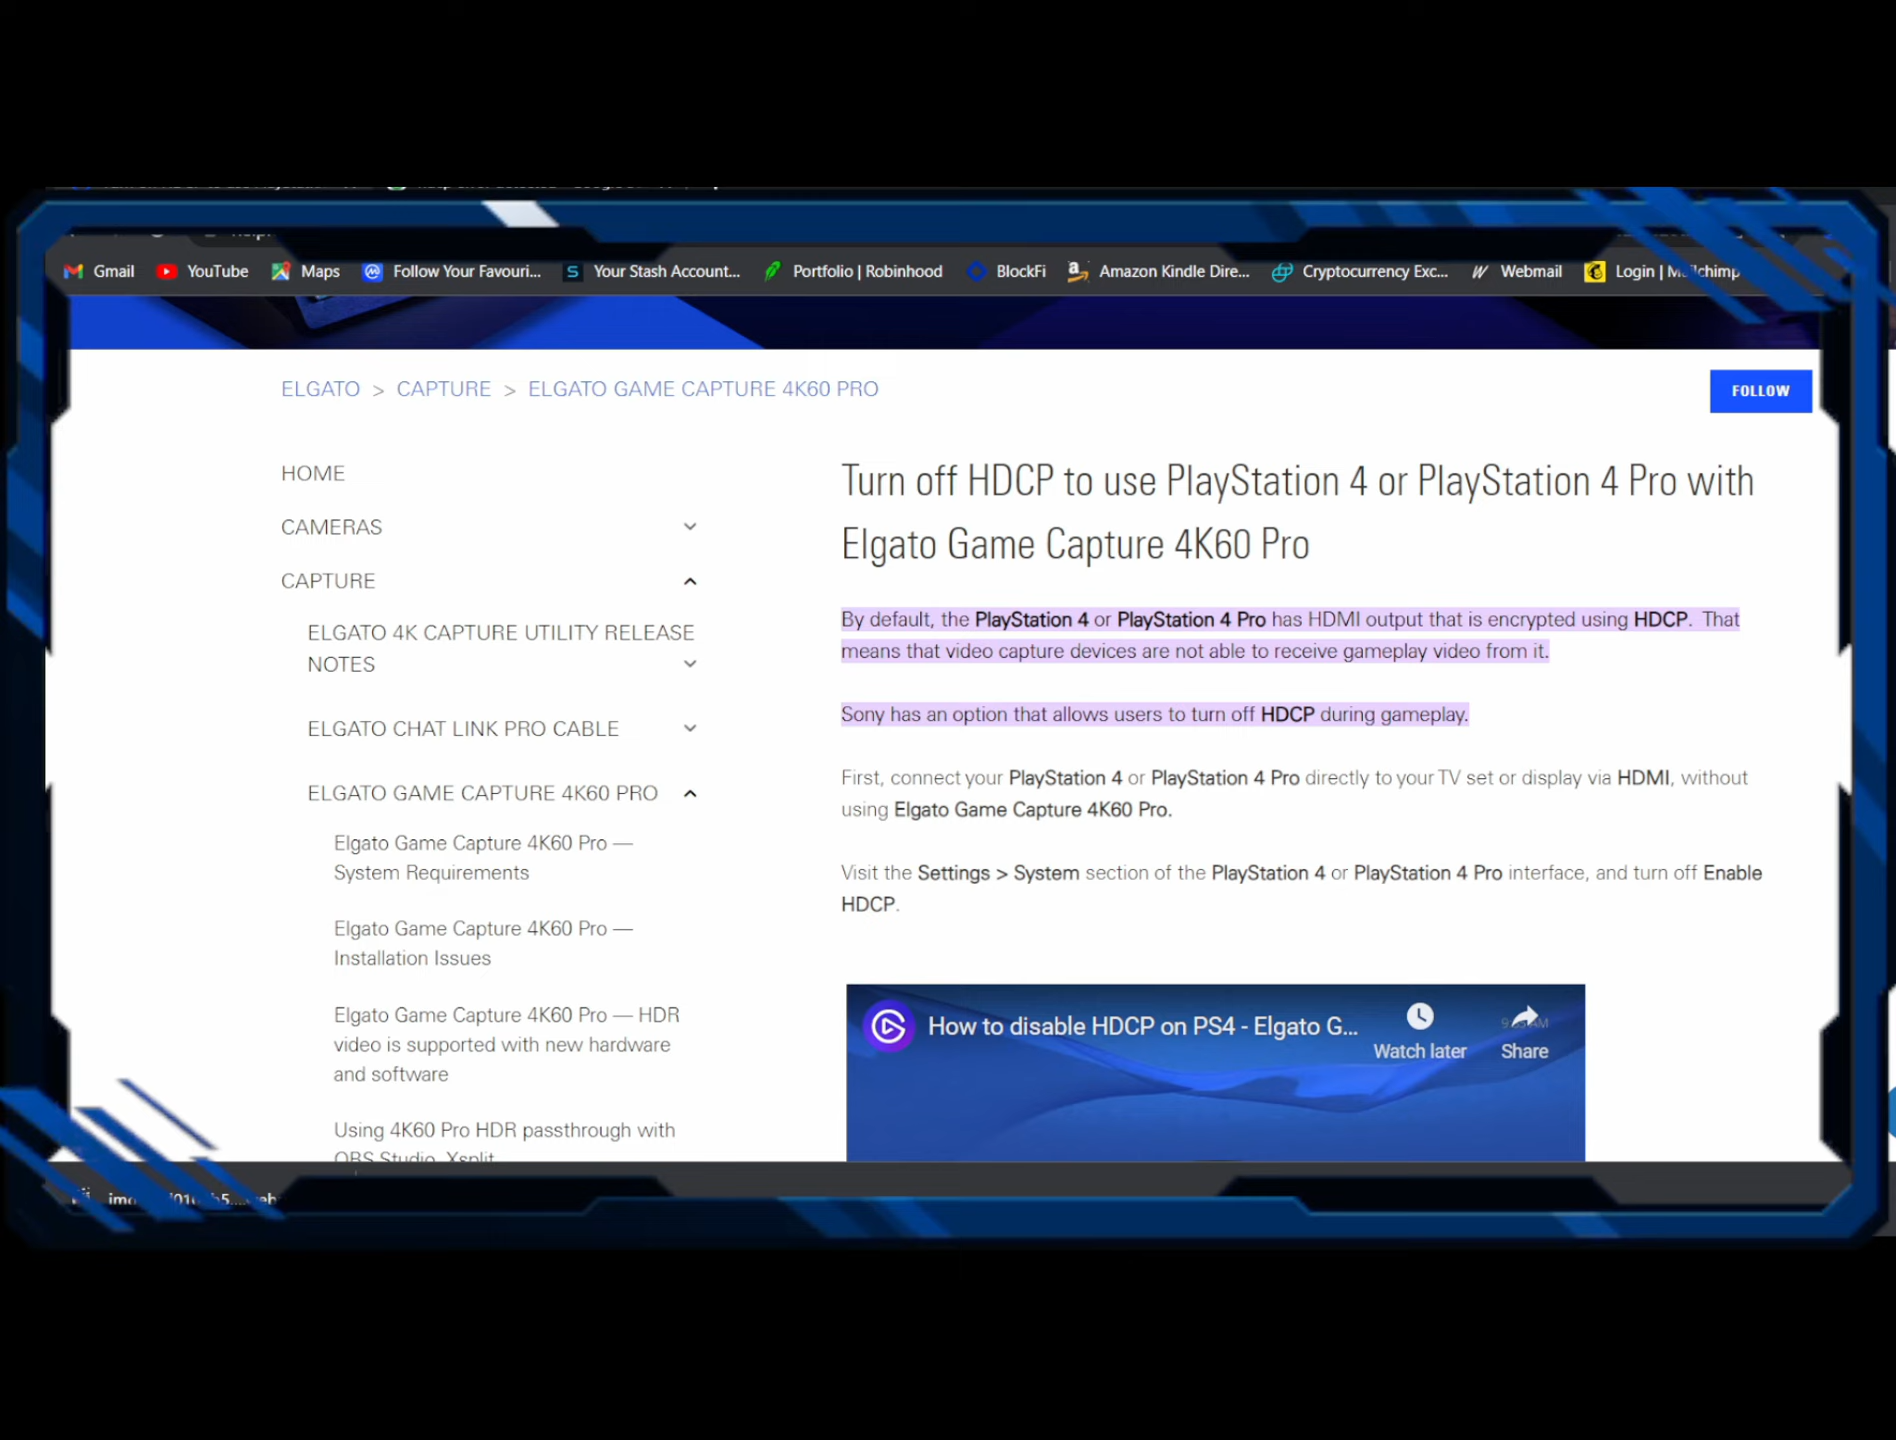 Gmail YouTube Maps Follow Your Favouri... S Your Stash Account... Portfolio | Robinhood BlockFi a Amazon Kindle Dire... Cryptocurrency Exc... W Webmail Login |
ELGATO > CAPTURE > ELGATO GAME CAPTURE 4K60 PRO
FOLLOW
HOME
CAMERAS
CAPTURE
ELGATO 4K CAPTURE UTILITY RELEASE
NOTES
ELGATO CHAT LINK PRO CABLE
ELGATO GAME CAPTURE 4K60 PRO
Elgato Game Capture 4K60 Pro —
System Requirements
Elgato Game Capture 4K60 Pro —
Installation Issues
Elgato Game Capture 4K60 Pro — HDR
video is supported with new hardware
and software
Using 4K60 Pro HDR passthrough with
OBS Studio, Xsplit
Turn off HDCP to use PlayStation 4 or PlayStation 4 Pro with
Elgato Game Capture 4K60 Pro
By default, the PlayStation 4 or PlayStation 4 Pro has HDMI output that is encrypted using HDCP. That
means that video capture devices are not able to receive gameplay video from it.
Sony has an option that allows users to turn off HDCP during gameplay.
First, connect your PlayStation 4 or PlayStation 4 Pro directly to your TV set or display via HDMI, without
using Elgato Game Capture 4K60 Pro.
Visit the Settings > System section of the PlayStation 4 or PlayStation 4 Pro interface, and turn off Enable
HDCP.
How to disable HDCP on PS4 - Elgato G...
Watch later
Share